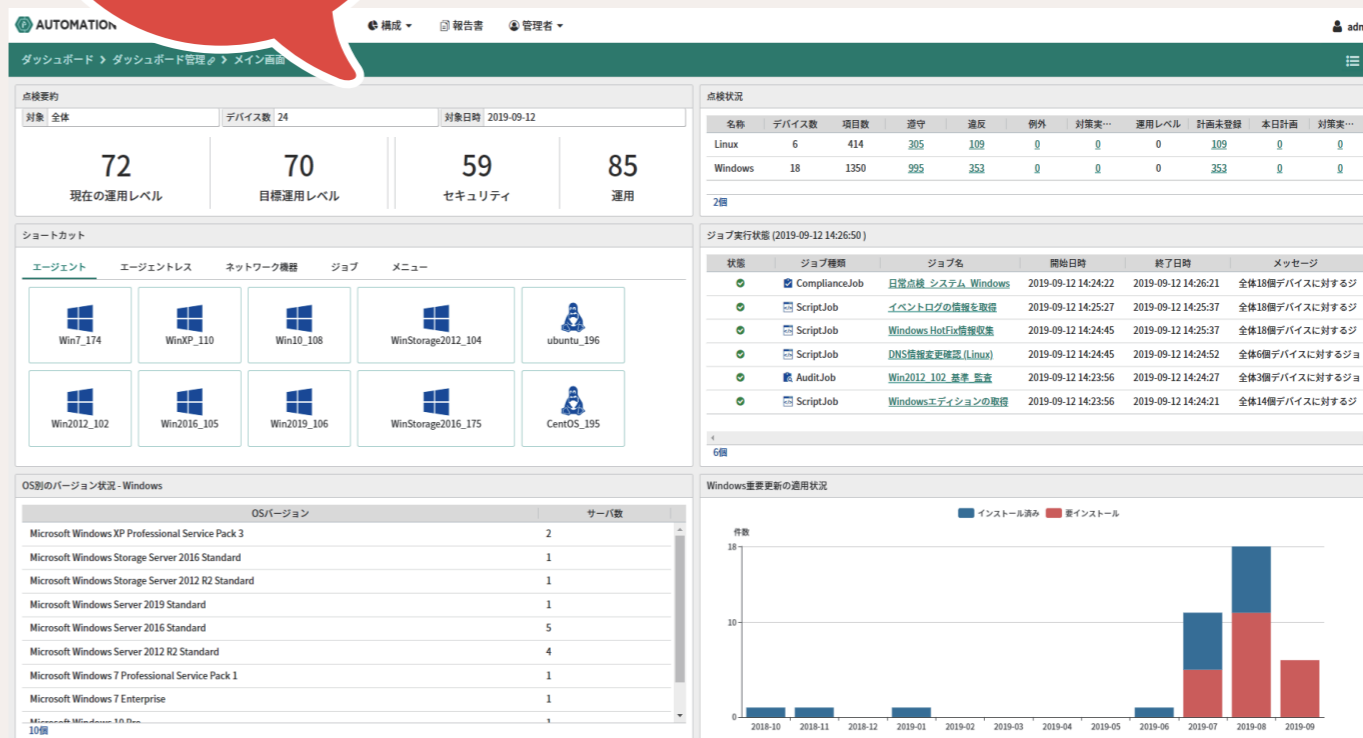 AUTOMATION 構成 報告書 管理者
ダッシュボード ダッシュボード管理 メイン画面
点検要約
対象 全体 デバイス数 24 対象日時 2019-09-12
72 70 59 85
現在の運用レベル 目標運用レベル セキュリティ 運用
点検状況
名称 デバイス数 項目数 遵守 違反 例外 対策実… 運用レベル 計画未登録 本日計画 対策実…
Linux 6 414 305 109 0 0 0 109 0 0
Windows 18 1350 995 353 0 0 0 353 0 0
2個
ショートカット
エージェント エージェントレス ネットワーク機器 ジョブ メニュー
Win7_174 WinXP_110 Win10_108 WinStorage2012_104 ubuntu_196
Win2012_102 Win2016_105 Win2019_106 WinStorage2016_175 CentOS_195
ジョブ実行状態 (2019-09-12 14:26:50 )
状態 ジョブ種類 ジョブ名 開始日時 終了日時 メッセージ
ComplianceJob 日常点検_システム_Windows 2019-09-12 14:24:22 2019-09-12 14:26:21 全体18個デバイスに対するジ
ScriptJob イベントログの情報を取得 2019-09-12 14:25:27 2019-09-12 14:25:37 全体18個デバイスに対するジ
ScriptJob Windows HotFix情報収集 2019-09-12 14:24:45 2019-09-12 14:25:37 全体18個デバイスに対するジ
ScriptJob DNS情報変更確認 (Linux) 2019-09-12 14:24:45 2019-09-12 14:24:52 全体6個デバイスに対するジョ
AuditJob Win2012_102_基準_監査 2019-09-12 14:23:56 2019-09-12 14:24:27 全体3個デバイスに対するジョ
ScriptJob Windowsエディションの取得 2019-09-12 14:23:56 2019-09-12 14:24:21 全体14個デバイスに対するジ
6個
OS別のバージョン状況 - Windows
OSバージョン サーバ数
Microsoft Windows XP Professional Service Pack 3 2
Microsoft Windows Storage Server 2016 Standard 1
Microsoft Windows Storage Server 2012 R2 Standard 1
Microsoft Windows Server 2019 Standard 1
Microsoft Windows Server 2016 Standard 5
Microsoft Windows Server 2012 R2 Standard 4
Microsoft Windows 7 Professional Service Pack 1 1
Microsoft Windows 7 Enterprise 1
Microsoft Windows 10 Pro 1
10個
Windows重要更新の適用状況
インストール済み 要インストール
件数
18
10
0
2018-10 2018-11 2018-12 2019-01 2019-02 2019-03 2019-04 2019-05 2019-06 2019-07 2019-08 2019-09